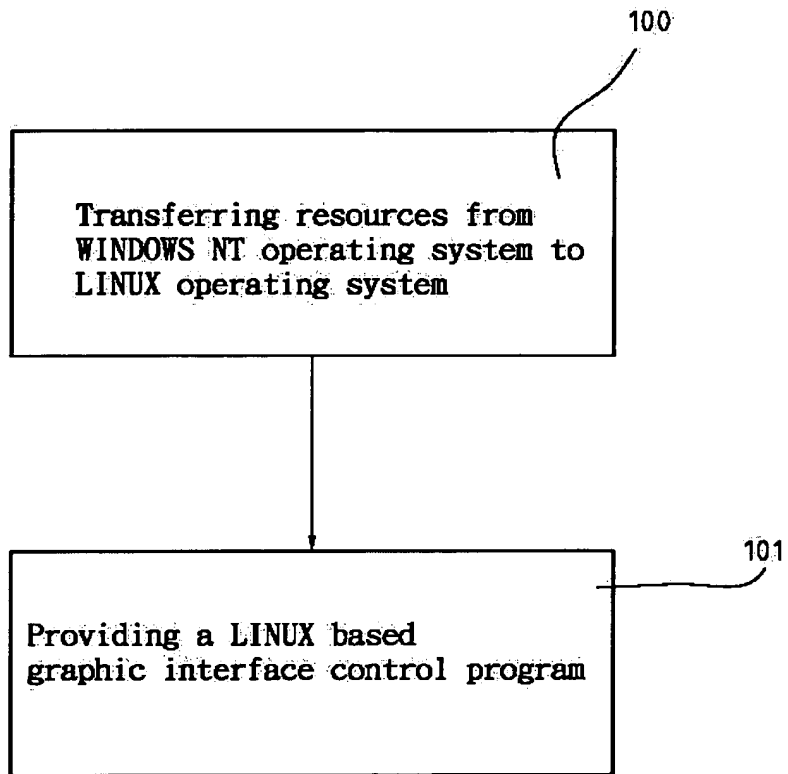 100
Transferring resources from
WINDOWS NT operating system to
LINUX operating system
101
Providing a LINUX based
graphic interface control program